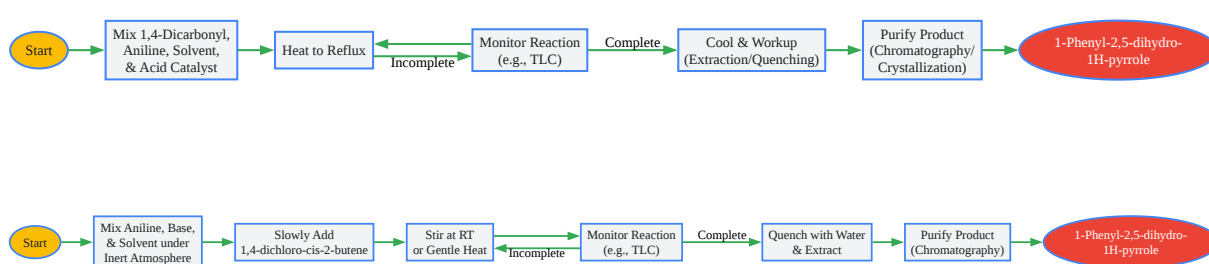 Start
Mix 1,4-Dicarbonyl,
Aniline, Solvent,
& Acid Catalyst
Heat to Reflux
Incomplete
Monitor Reaction
(e.g., TLC)
Complete
Cool & Workup
(Extraction/Quenching)
Purify Product
(Chromatography/
Crystallization)
1-Phenyl-2,5-dihydro-
1H-pyrrole
Start
Mix Aniline, Base,
& Solvent under
Inert Atmosphere
Slowly Add
1,4-dichloro-cis-2-butene
Stir at RT
or Gentle Heat
Incomplete
Monitor Reaction
(e.g., TLC)
Complete
Quench with Water
& Extract
Purify Product
(Chromatography)
1-Phenyl-2,5-dihydro-
1H-pyrrole